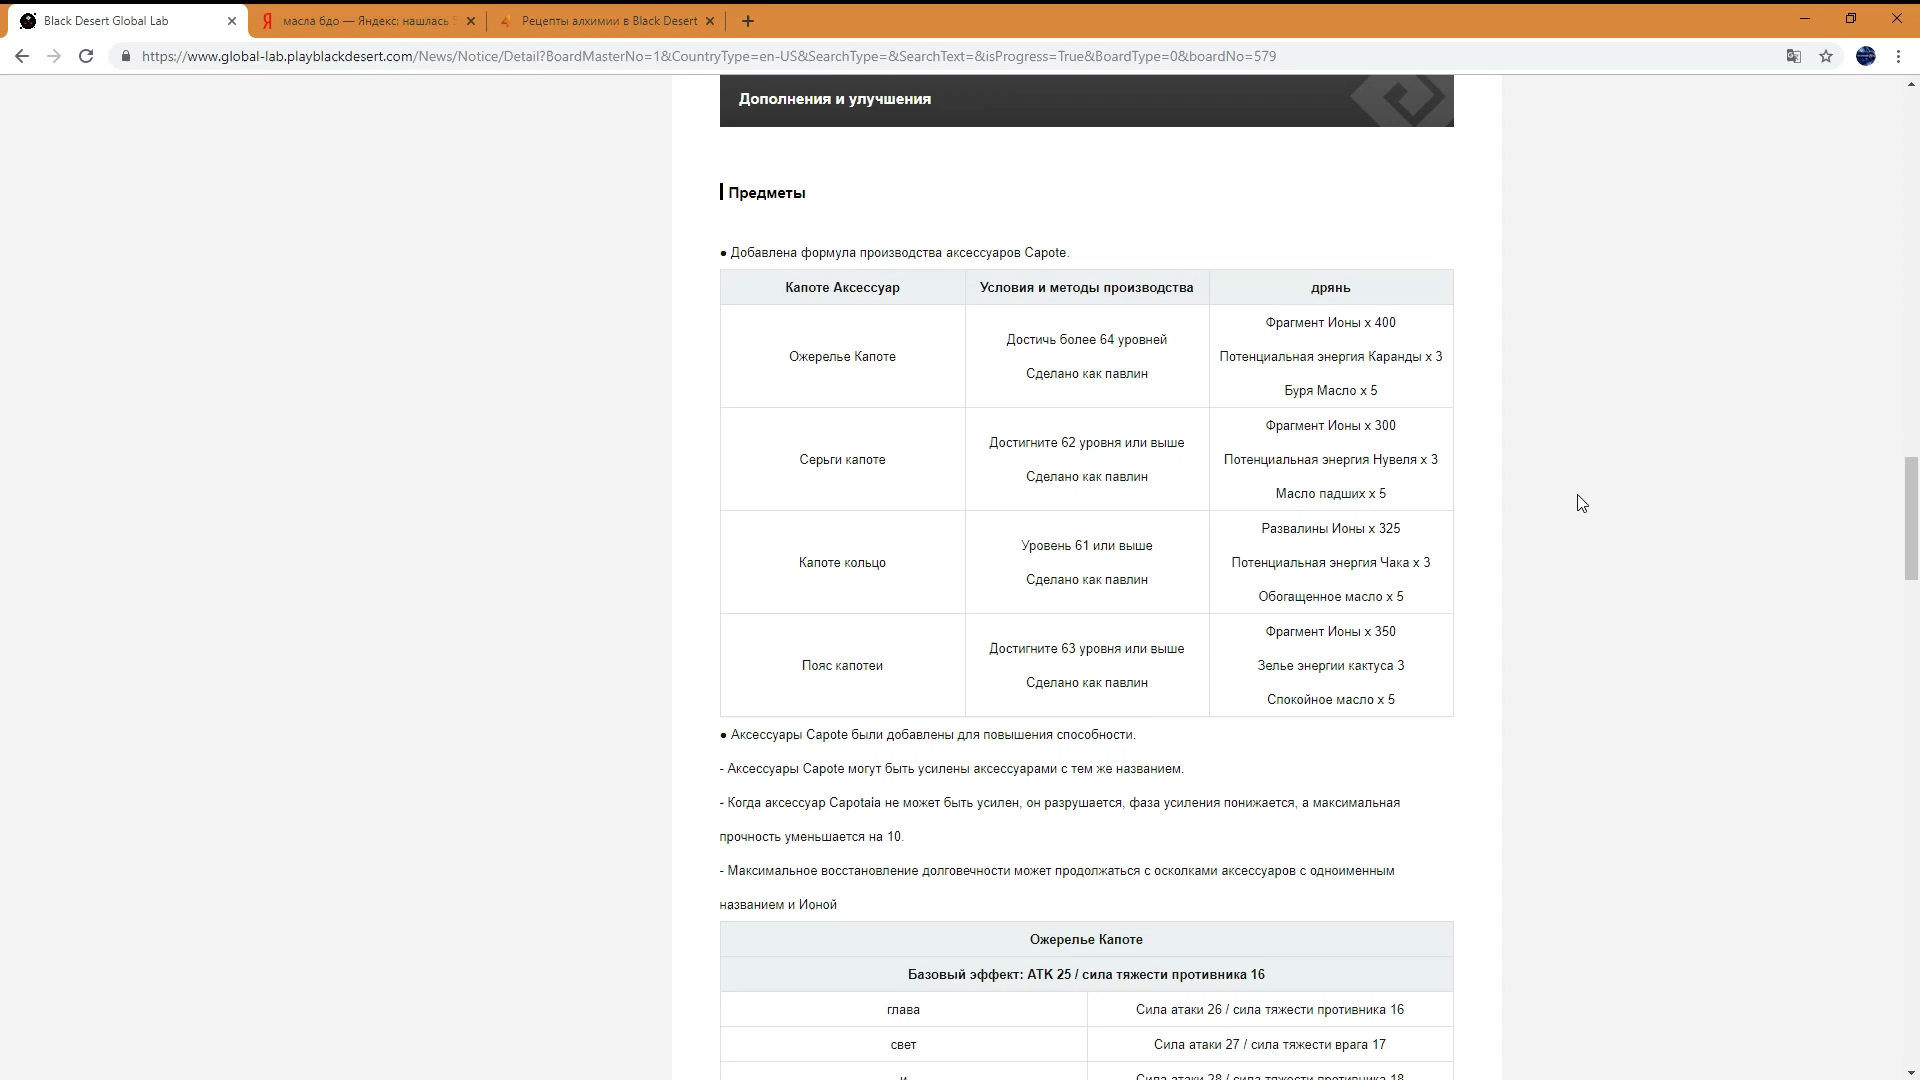 Black Desert Global Lab
масла бдо — Яндекс: нашлась
Рецепты алхимии в Black Desert
https://www.global-lab.playblackdesert.com/News/Notice/Detail?BoardMasterNo=1&CountryType=en-US&SearchType=&SearchText=&isProgress=True&BoardType=0&boardNo=579
Дополнения и улучшения
Предметы
● Добавлена формула производства аксессуаров Capote.
Капоте Аксессуар
Условия и методы производства
дрянь
Ожерелье Капоте
Достичь более 64 уровней
Сделано как павлин
Фрагмент Ионы х 400
Потенциальная энергия Каранды х 3
Буря Масло х 5
Серьги капоте
Достигните 62 уровня или выше
Сделано как павлин
Фрагмент Ионы х 300
Потенциальная энергия Нувеля х 3
Масло падших х 5
Капоте кольцо
Уровень 61 или выше
Сделано как павлин
Развалины Ионы х 325
Потенциальная энергия Чака х 3
Обогащенное масло х 5
Пояс капотеи
Достигните 63 уровня или выше
Сделано как павлин
Фрагмент Ионы х 350
Зелье энергии кактуса 3
Спокойное масло х 5
● Аксессуары Capote были добавлены для повышения способности.
- Аксессуары Capote могут быть усилены аксессуарами с тем же названием.
- Когда аксессуар Capotaia не может быть усилен, он разрушается, фаза усиления понижается, а максимальная
прочность уменьшается на 10.
- Максимальное восстановление долговечности может продолжаться с осколками аксессуаров с одноименным
названием и Ионой
Ожерелье Капоте
Базовый эффект: АТК 25 / сила тяжести противника 16
глава
Сила атаки 26 / сила тяжести противника 16
свет
Сила атаки 27 / сила тяжести врага 17
и
Сила атаки 28 / сила тяжести противника 18